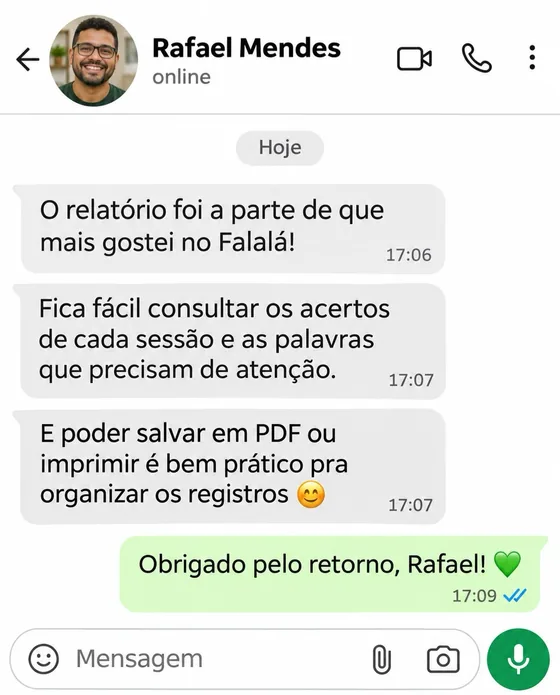 Rafael Mendes
online
Hoje
O relatório foi a parte de que
mais gostei no Falalá!
17:06
Fica fácil consultar os acertos
de cada sessão e as palavras
que precisam de atenção.
17:07
E poder salvar em PDF ou
imprimir é bem prático pra
organizar os registros 😊
17:07
Obrigado pelo retorno, Rafael! 💚
17:09
Mensagem